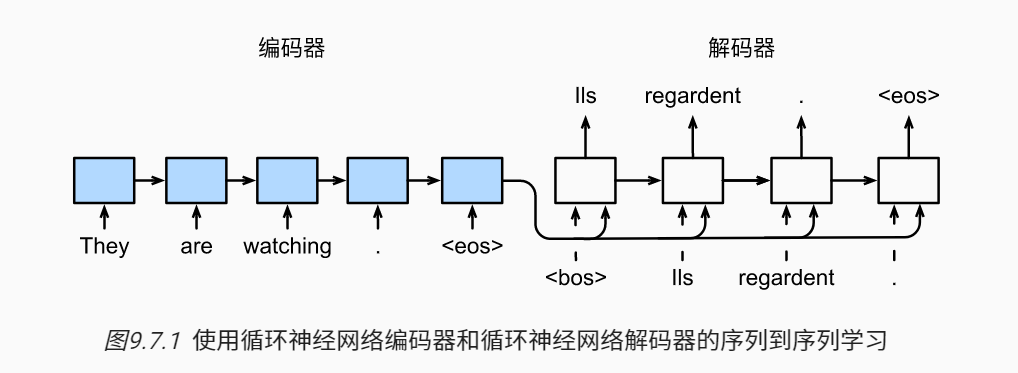 编码器 解码器
Ils regardent . <eos>
They are watching . <eos>
<bos> Ils regardent .
图9.7.1 使用循环神经网络编码器和循环神经网络解码器的序列到序列学习